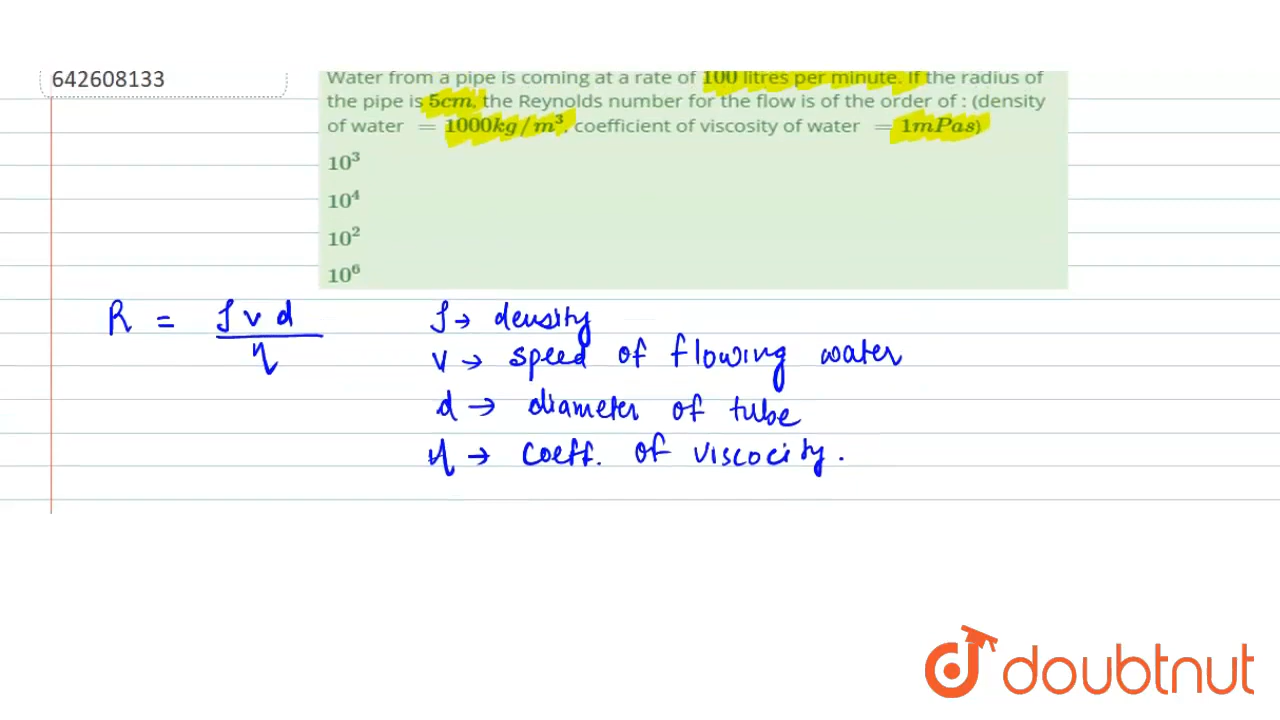 642608133
Water from a pipe is coming at a rate of 100 litres per minute. If the radius of
the pipe is 5cm, the Reynolds number for the flow is of the order of : (density
of water = 1000kg/m³, coefficient of viscosity of water = 1mPas)
10³
10⁴
10²
10⁶
R = ρ v d / η
ρ → density
v → speed of flowing water
d → diameter of tube
η → coeff. of viscocity.
doubtnut